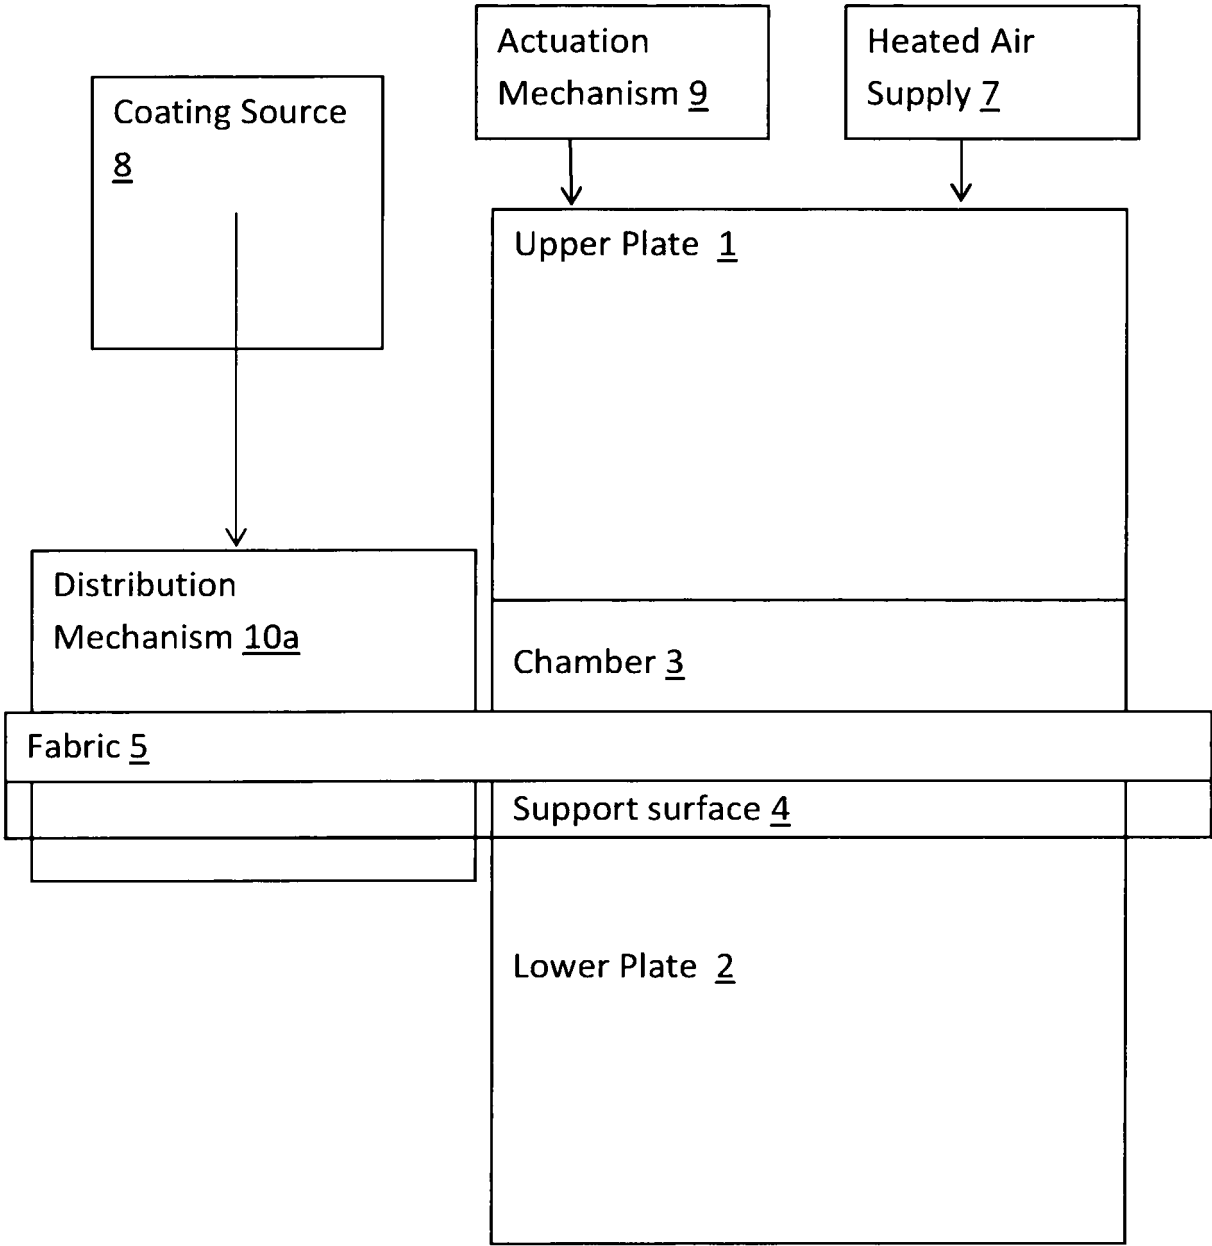 Actuation
Mechanism 9
Heated Air
Supply 7
Coating Source
8
Upper Plate 1
Distribution
Mechanism 10a
Chamber 3
Fabric 5
Support surface 4
Lower Plate 2